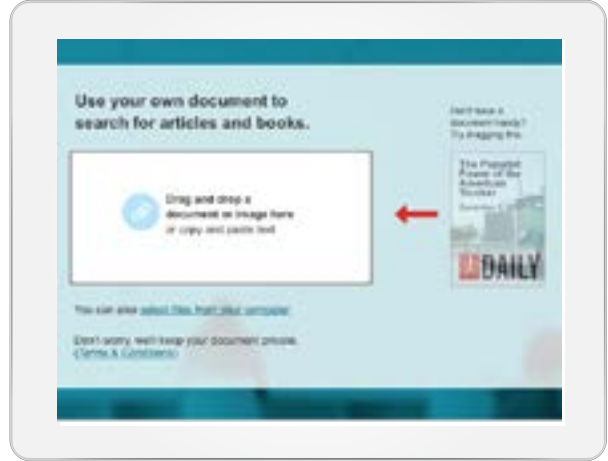 Use your own document to
search for articles and books.
Drag and drop a
document or image here
or copy and paste text
You can also select files from your computer
Don't worry, we'll keep your document private.
(Terms & Conditions)
Don't have a
document handy?
Try dragging this.
The Populist
Power of the
American
Trucker
DAILY